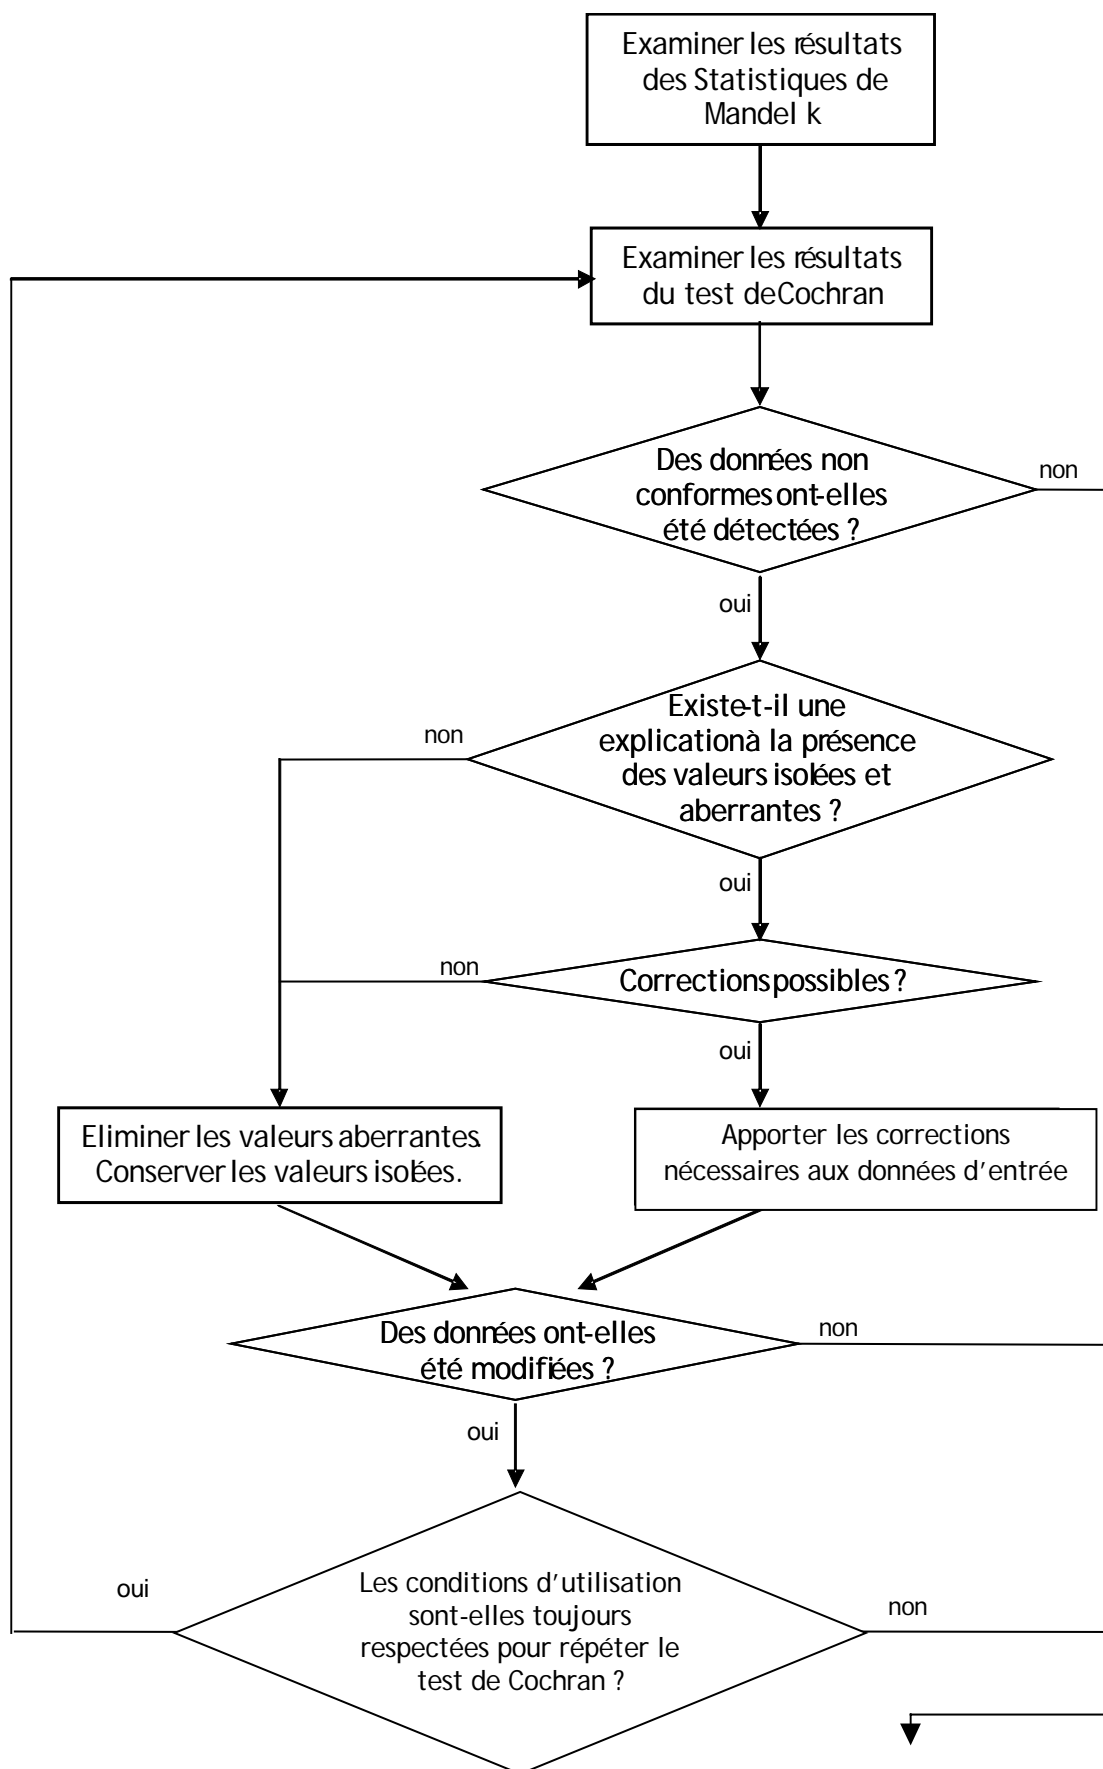 Examiner les résultats
des Statistiques de
Mandel k
Examiner les résultats
du test de Cochran
Des données non
conformes ont-elles
été détectées ?
non
oui
Existe-t-il une
explication à la présence
des valeurs isolées et
aberrantes ?
non
oui
Corrections possibles ?
non
oui
Eliminer les valeurs aberrantes.
Conserver les valeurs isolées.
Apporter les corrections
nécessaires aux données d'entrée
Des données ont-elles
été modifiées ?
non
oui
Les conditions d'utilisation
sont-elles toujours
respectées pour répéter le
test de Cochran ?
oui
non